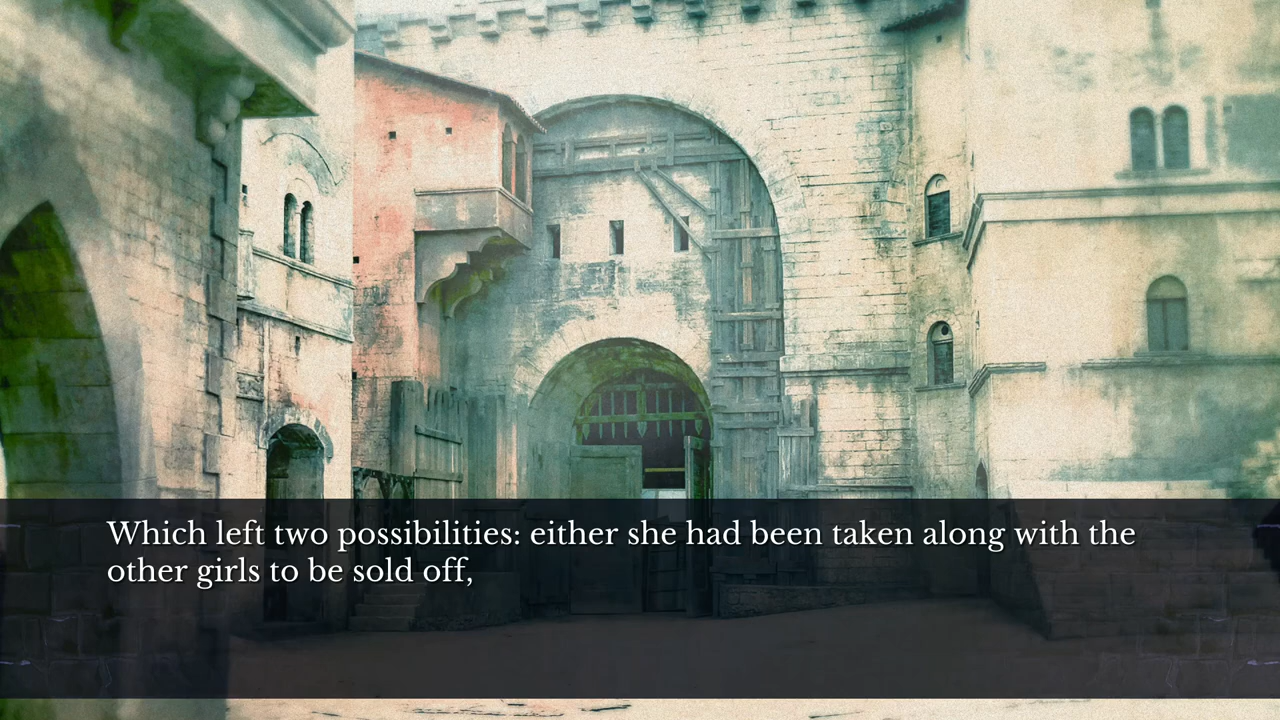 Which left two possibilities: either she had been taken along with the
other girls to be sold off,